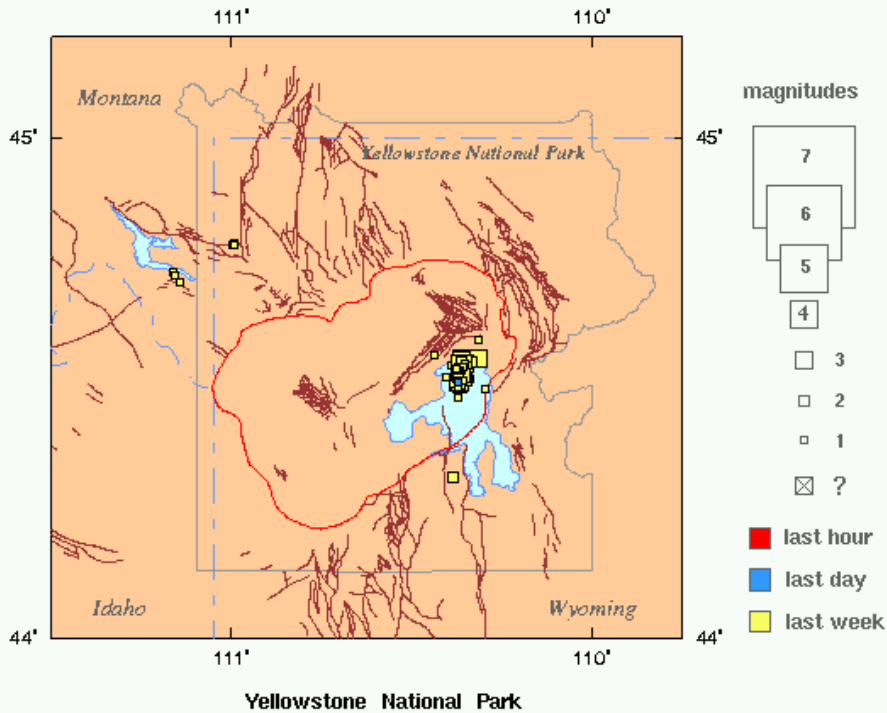 111' 110'
Montana
magnitudes
45' 45'
Yellowstone National Park
7
6
5
4
3
2
1
?
last hour
last day
last week
Idaho Wyoming
44' 44'
111' 110'
Yellowstone National Park